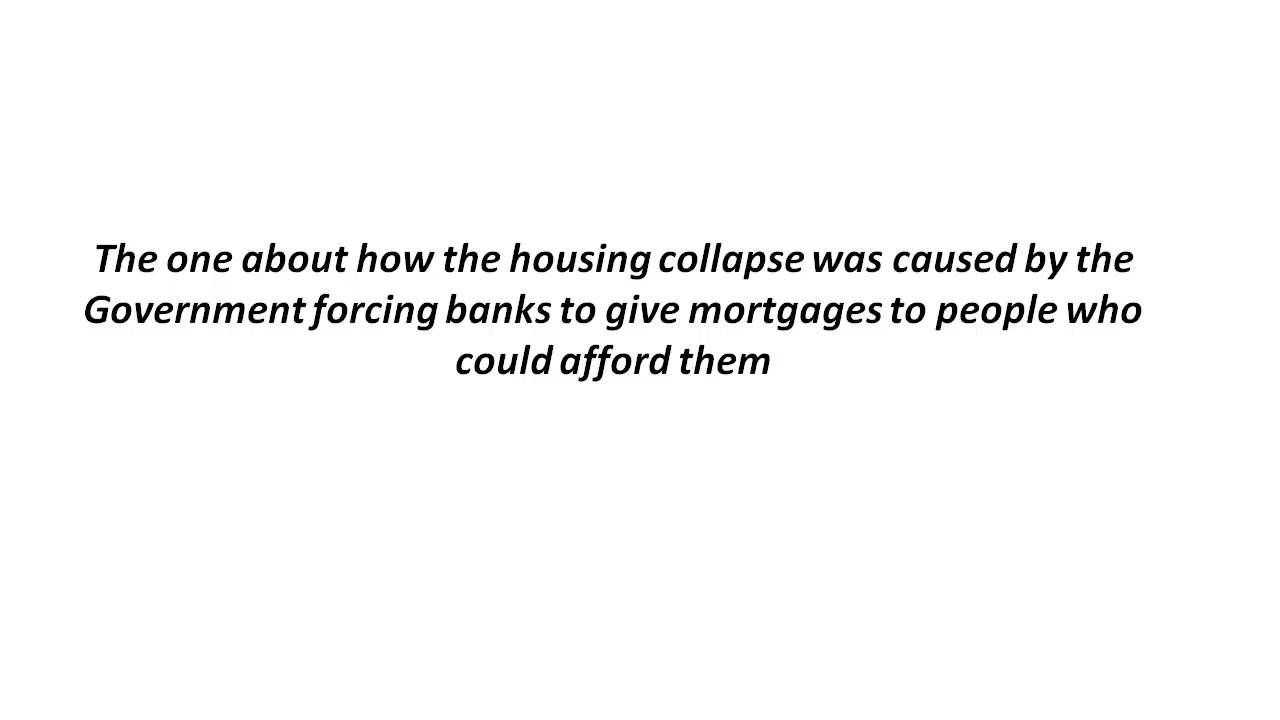 The one about how the housing collapse was caused by the
Government forcing banks to give mortgages to people who
could afford them